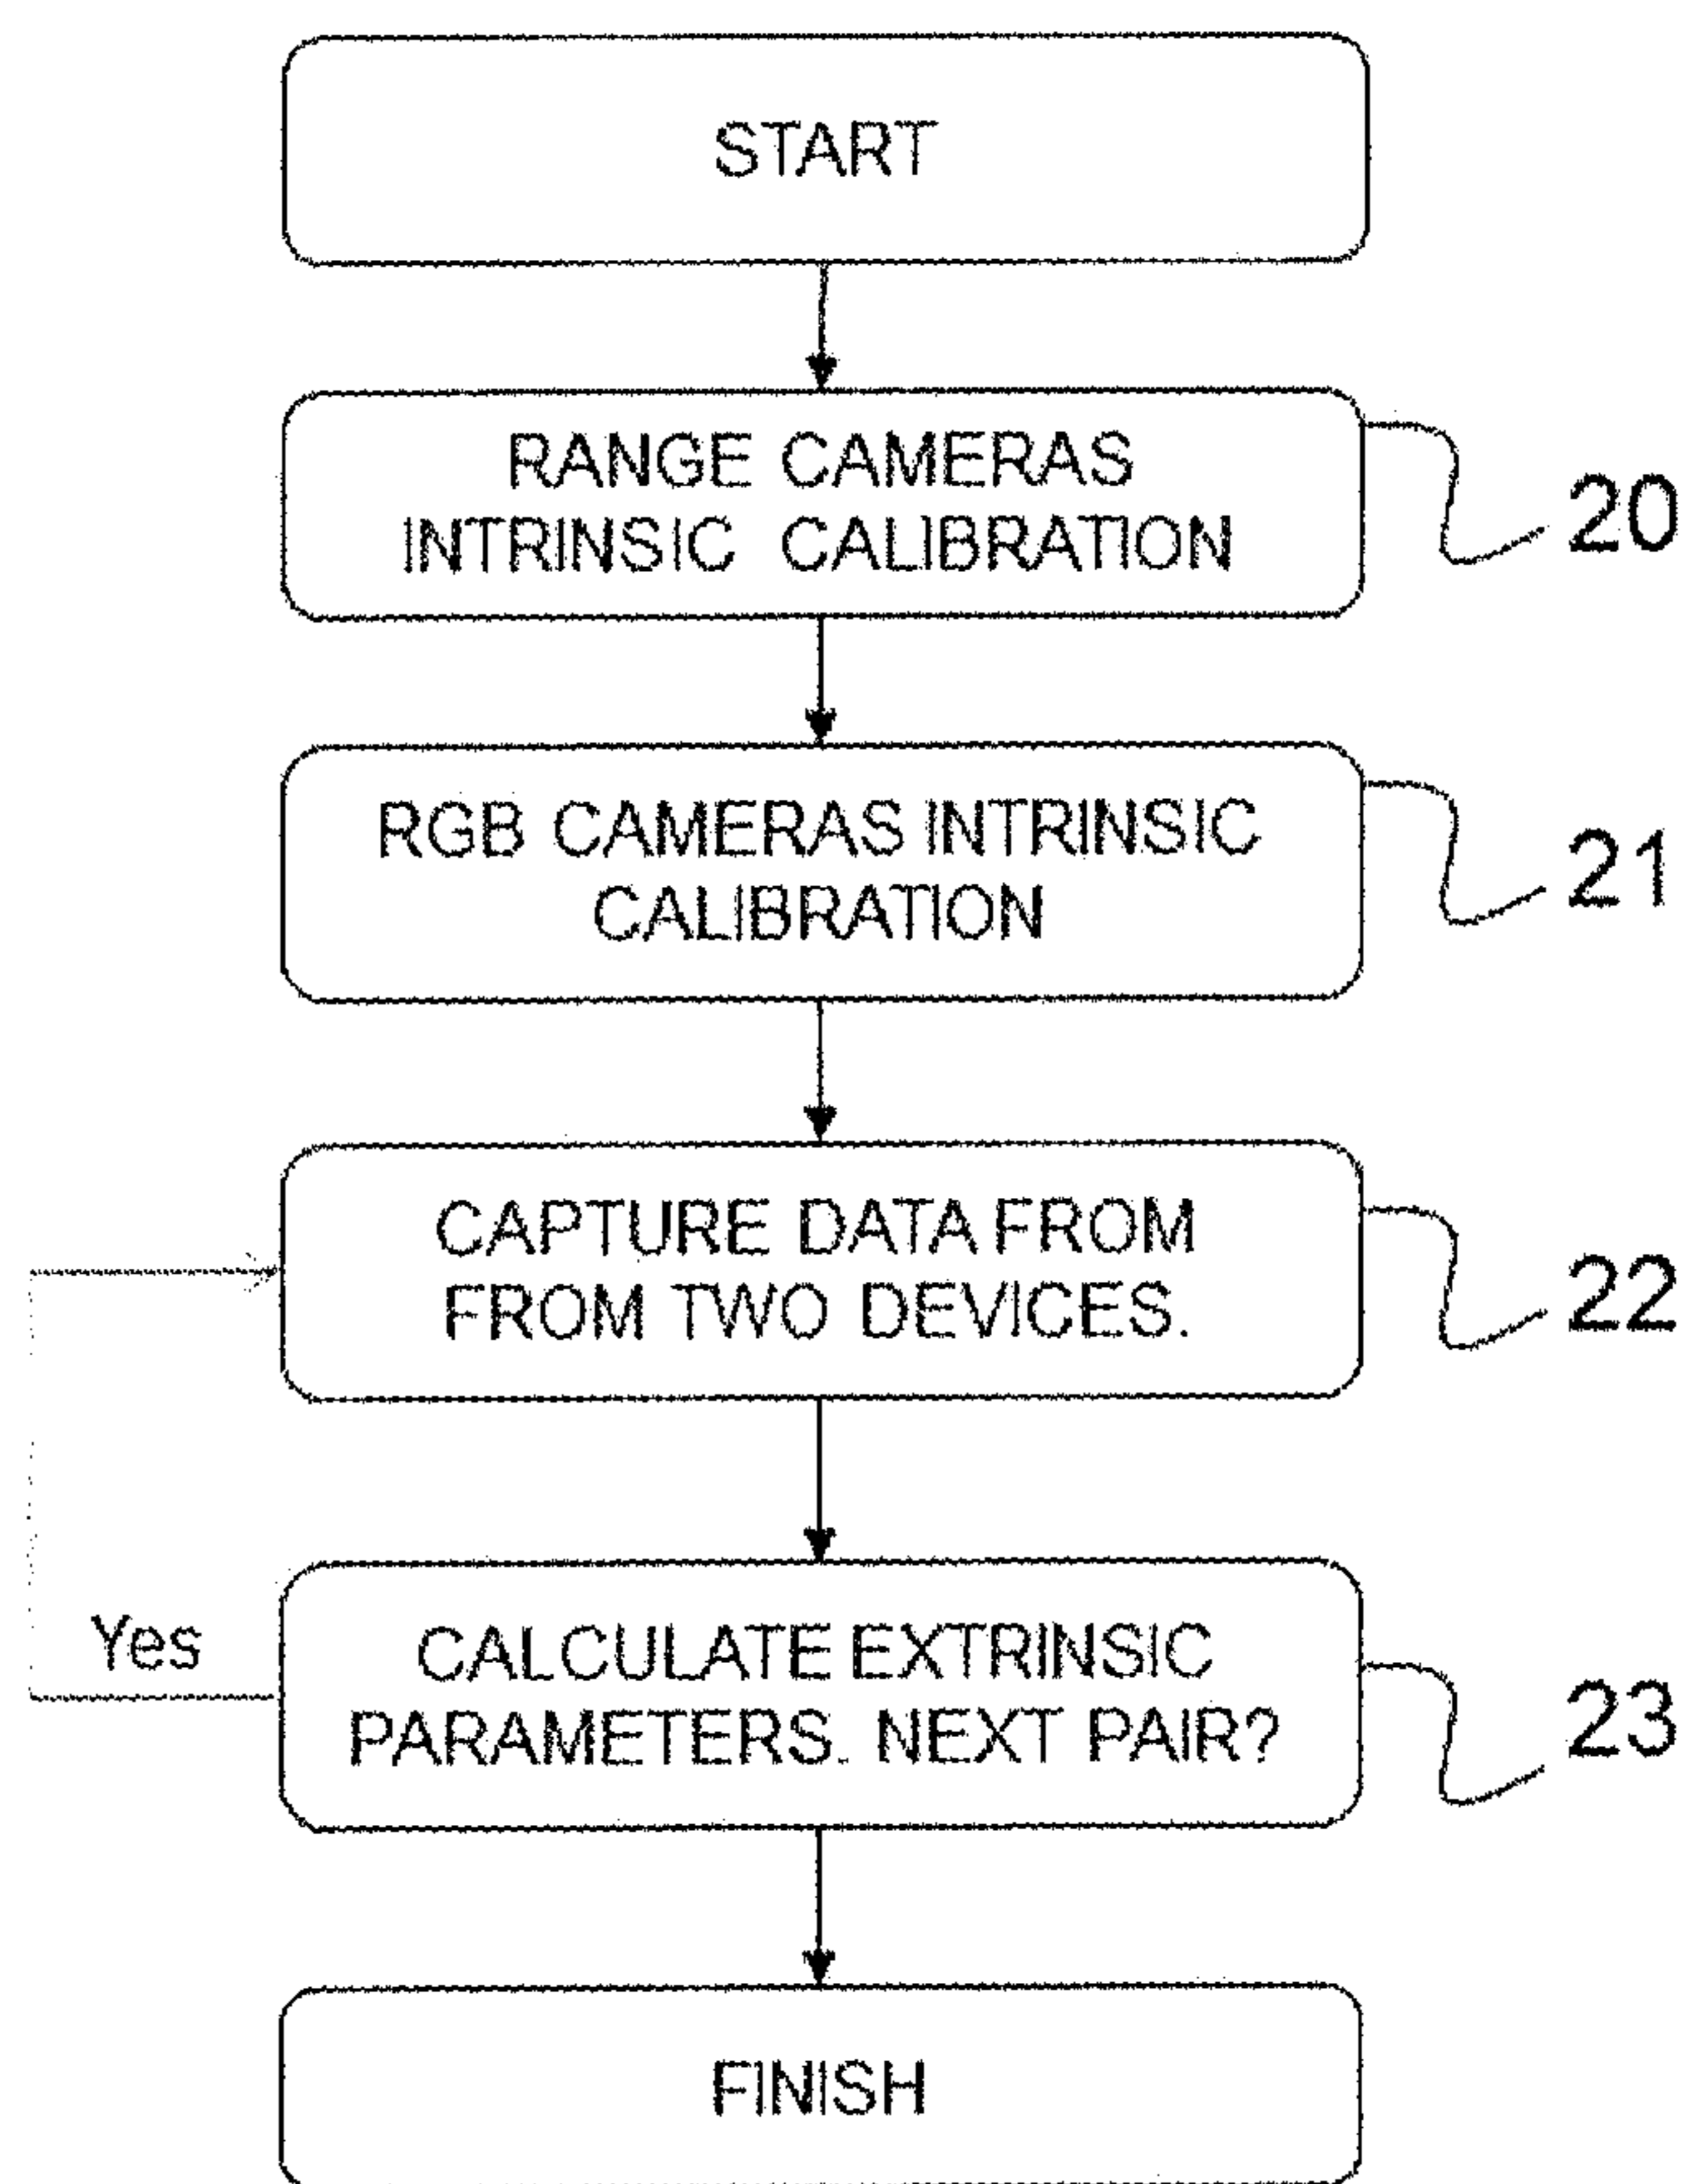 START
RANGE CAMERAS
INTRINSIC CALIBRATION
20
RGB CAMERAS INTRINSIC
CALIBRATION
21
CAPTURE DATA FROM
FROM TWO DEVICES.
22
Yes
CALCULATE EXTRINSIC
PARAMETERS. NEXT PAIR?
23
FINISH